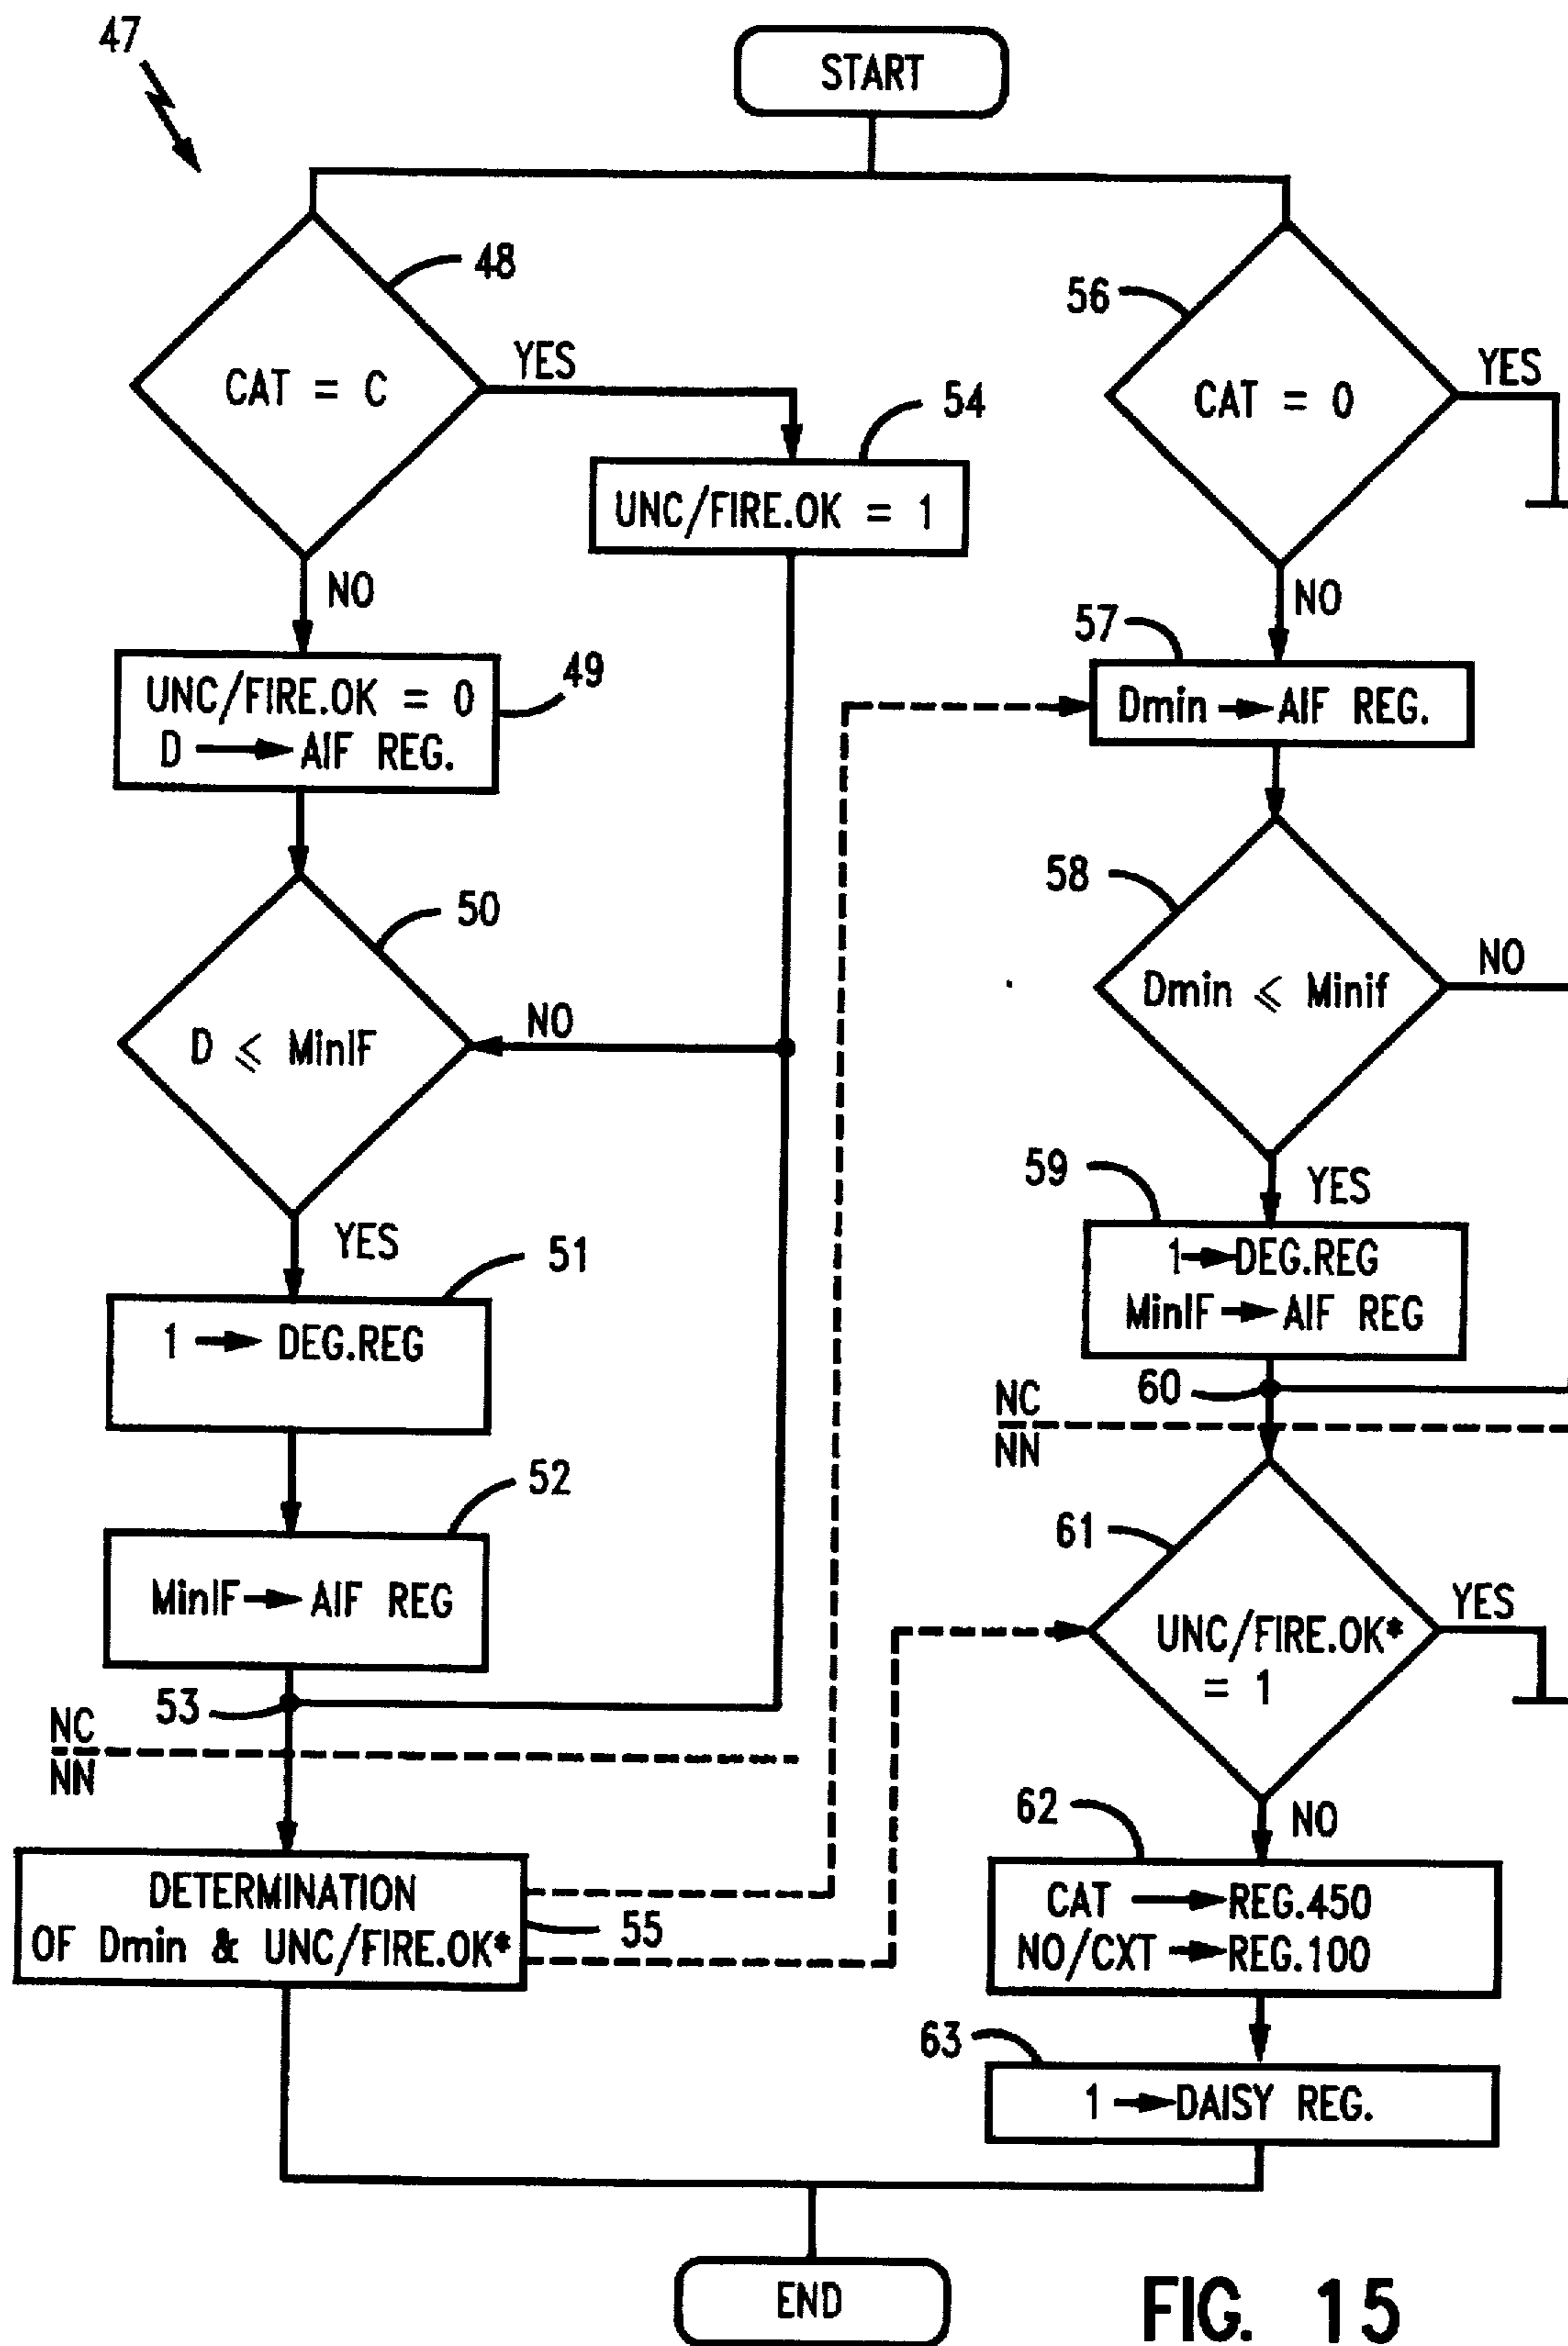 47
START
48
CAT = C
YES
54
UNC/FIRE.OK = 1
NO
UNC/FIRE.OK = 0
D → AIF REG.
49
50
D ⩽ MinIF
NO
YES
51
1 → DEG.REG
52
MinIF → AIF REG
53
NC
NN
DETERMINATION
OF Dmin & UNC/FIRE.OK*
55
56
CAT = 0
YES
NO
57
Dmin → AIF REG.
58
Dmin ⩽ Minif
NO
YES
59
1 → DEG.REG
MinIF → AIF REG
60
NC
NN
61
UNC/FIRE.OK*
= 1
YES
NO
62
CAT → REG.450
NO/CXT → REG.100
63
1 → DAISY REG.
END
FIG. 15